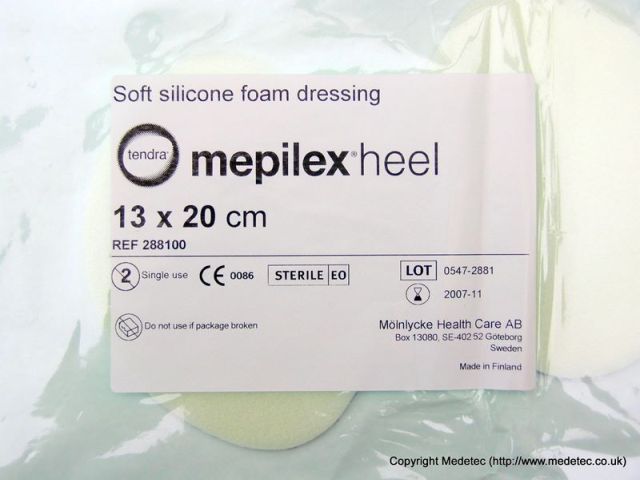 Soft silicone foam dressing
tendra®
mepilex® heel
13 x 20 cm
REF 288100
2 Single use CE 0086 STERILE EO LOT 0547-2881
2007-11
Do not use if package broken
Mölnlycke Health Care AB
Box 13080, SE-402 52 Göteborg
Sweden
Made in Finland
Copyright Medetec (http://www.medetec.co.uk)